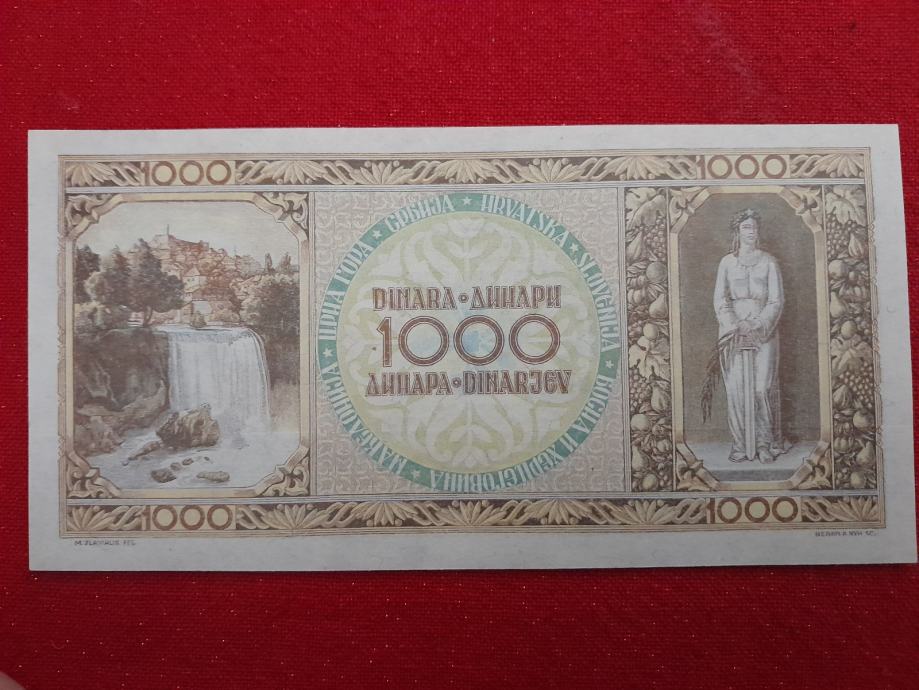 1000
1000
СРБИЈА * HRVATSKA * SLOVENIJA * БОСНА И ХЕРЦЕГОВИНА * МАКЕДОНИЈА * ЦРНА ГОРА *
DINARA • ДИНАРИ
1000
ДИНАРА • DINARJEV
1000
1000